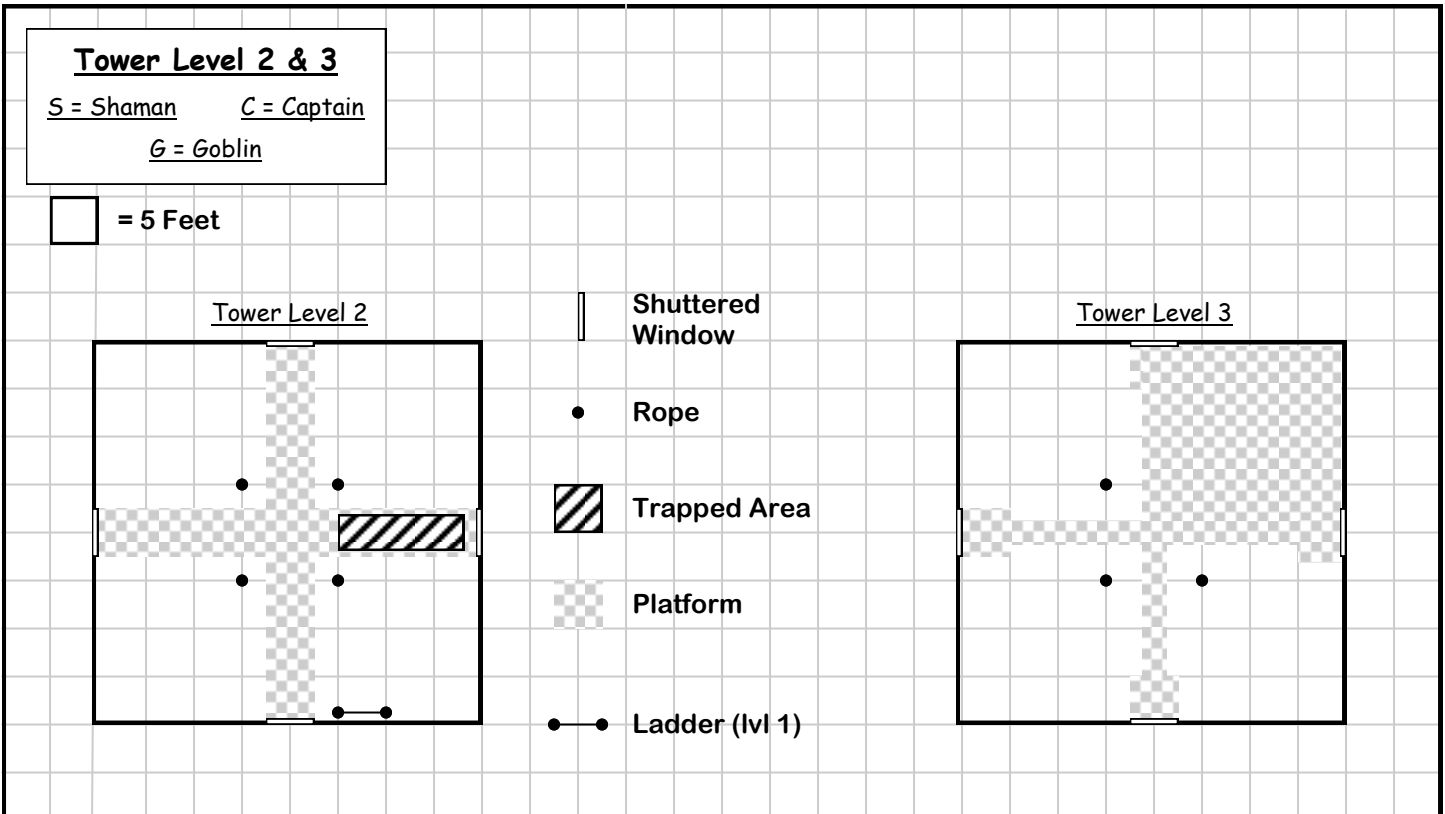 Tower Level 2 & 3
S = Shaman C = Captain
G = Goblin
= 5 Feet
Tower Level 2
Shuttered
Window
Tower Level 3
Rope
Trapped Area
Platform
Ladder (lvl 1)